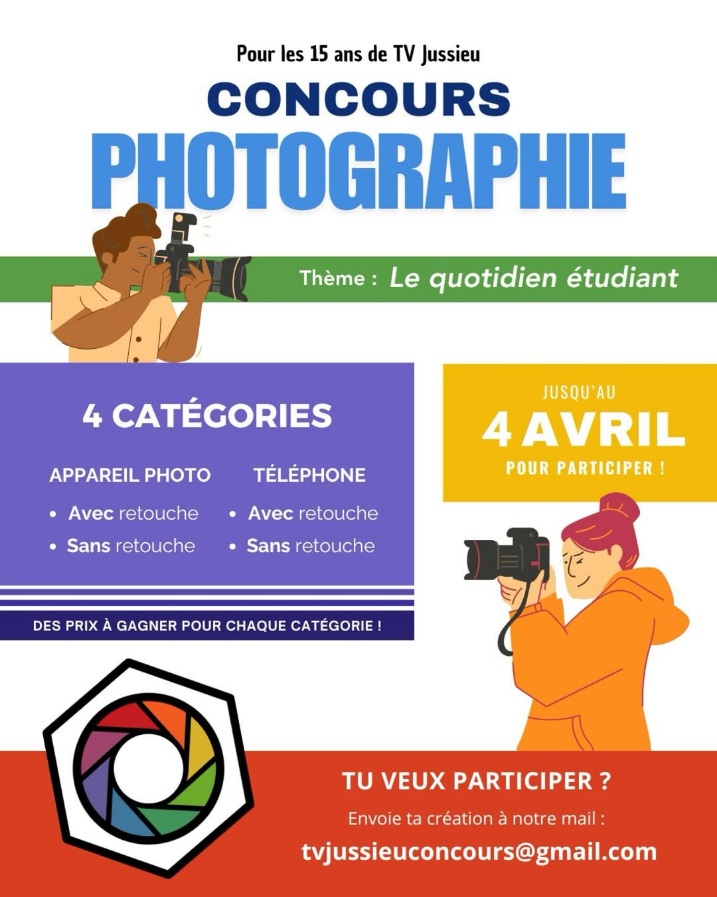 Pour les 15 ans de TV Jussieu
CONCOURS
PHOTOGRAPHIE
Thème : Le quotidien étudiant
4 CATÉGORIES
APPAREIL PHOTO
• Avec retouche
• Sans retouche
TÉLÉPHONE
• Avec retouche
• Sans retouche
DES PRIX À GAGNER POUR CHAQUE CATÉGORIE !
JUSQU'AU
4 AVRIL
POUR PARTICIPER !
TU VEUX PARTICIPER ?
Envoie ta création à notre mail :
tvjussieuconcours@gmail.com